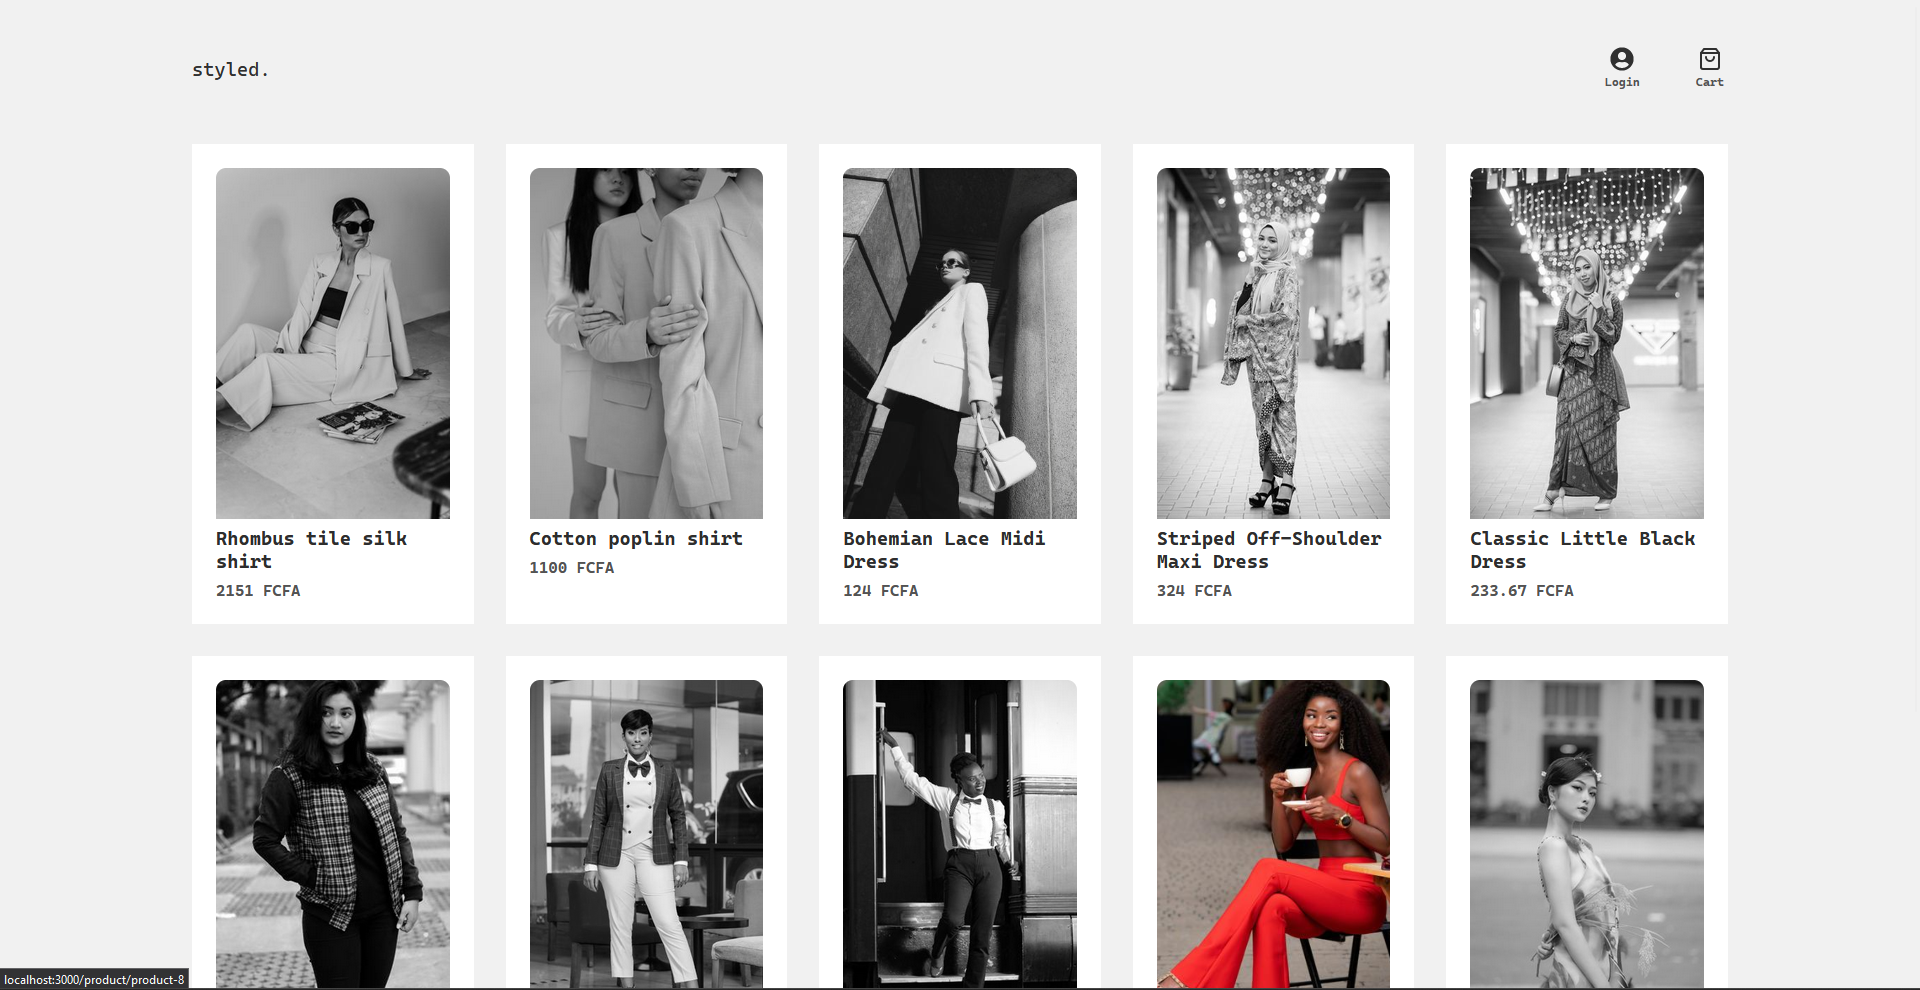 styled.
Login
Cart
Rhombus tile silk
shirt
2151 FCFA
Cotton poplin shirt
1100 FCFA
Bohemian Lace Midi
Dress
124 FCFA
Striped Off-Shoulder
Maxi Dress
324 FCFA
Classic Little Black
Dress
233.67 FCFA
localhost:3000/product/product-8